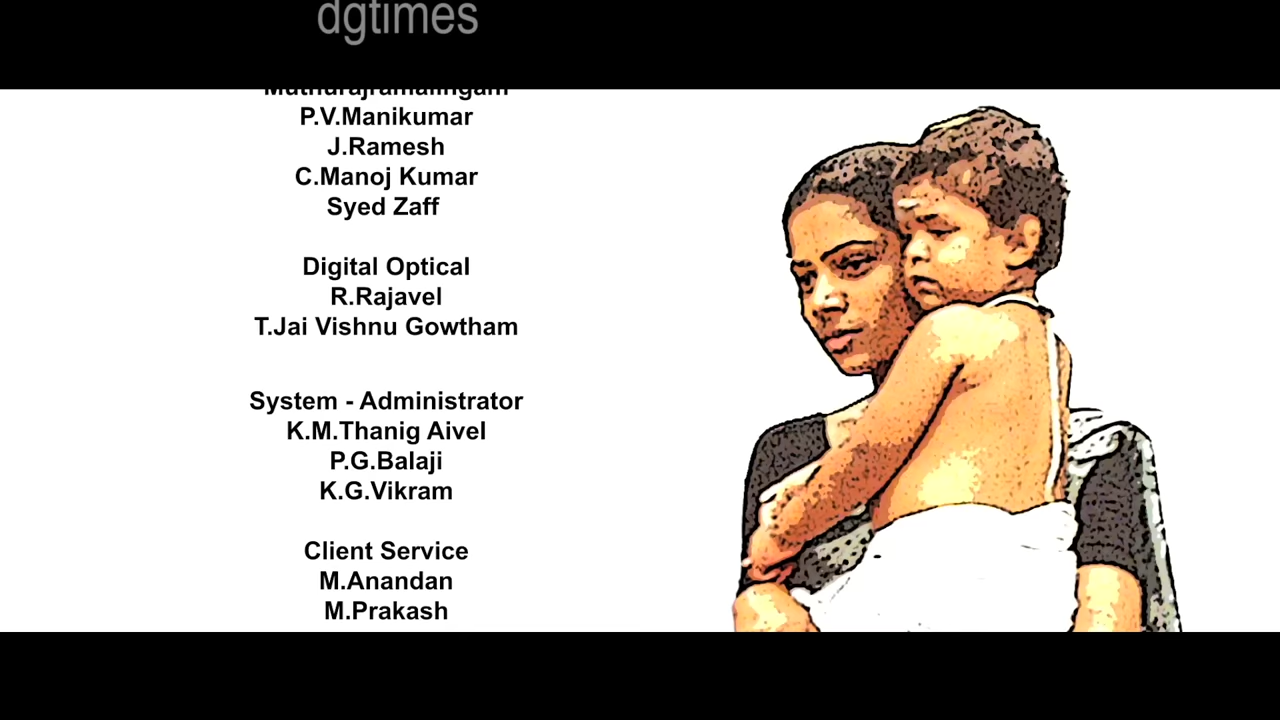 dgtimes
Muthurajramalingam
P.V.Manikumar
J.Ramesh
C.Manoj Kumar
Syed Zaff
Digital Optical
R.Rajavel
T.Jai Vishnu Gowtham
System - Administrator
K.M.Thanig Aivel
P.G.Balaji
K.G.Vikram
Client Service
M.Anandan
M.Prakash